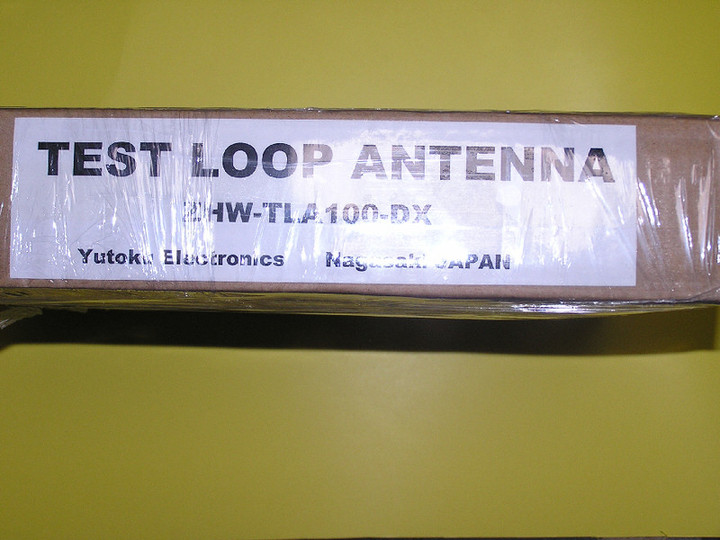 TEST LOOP ANTENNA
ZHW-TLA100-DX
Yutoku Electronics Nagasaki JAPAN